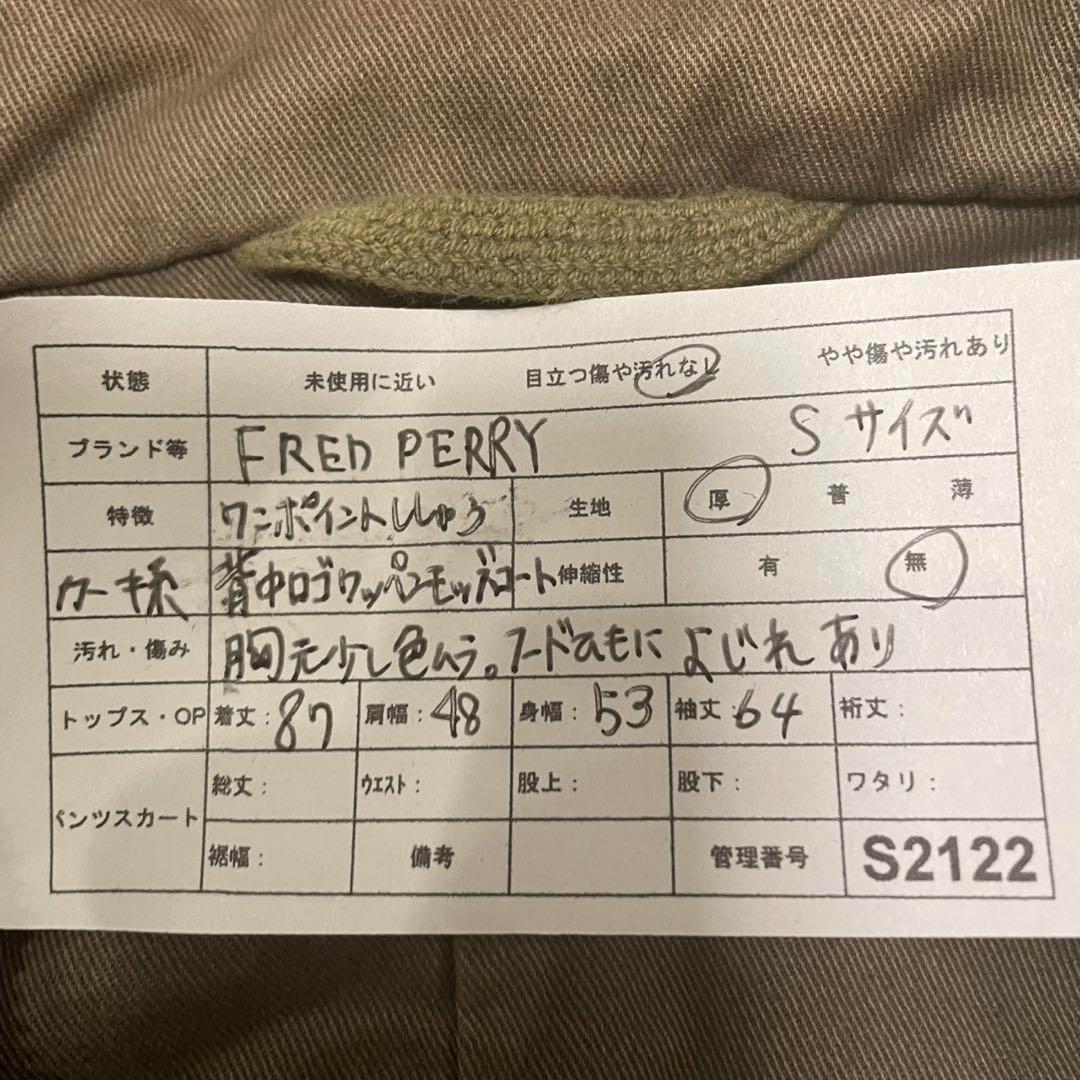 状態 未使用に近い 目立つ傷や汚れなし やや傷や汚れあり
ブランド等 FRED PERRY Sサイズ
特徴 ワンポイントししゅう 生地 厚 普 薄
カーキ系 背中ロゴワッペンモッズコート 伸縮性 有 無
汚れ・傷み 胸元少し色ムラ。フードひもによじれあり
トップス・OP 着丈:87 肩幅:48 身幅:53 袖丈:64 裄丈:
パンツスカート 総丈: ウエスト: 股上: 股下: ワタリ:
裾幅: 備考 管理番号 S2122